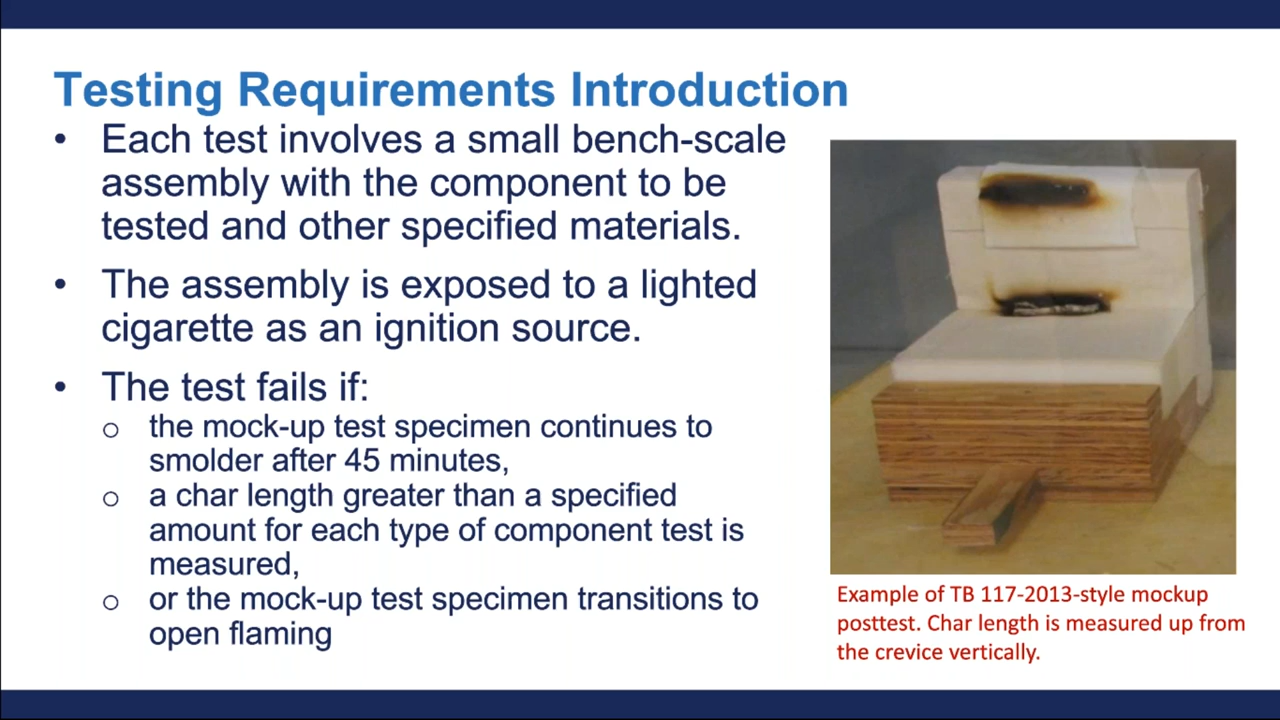 Testing Requirements Introduction
• Each test involves a small bench-scale
assembly with the component to be
tested and other specified materials.
• The assembly is exposed to a lighted
cigarette as an ignition source.
• The test fails if:
o the mock-up test specimen continues to
smolder after 45 minutes,
o a char length greater than a specified
amount for each type of component test is
measured,
o or the mock-up test specimen transitions to
open flaming
Example of TB 117-2013-style mockup
posttest. Char length is measured up from
the crevice vertically.